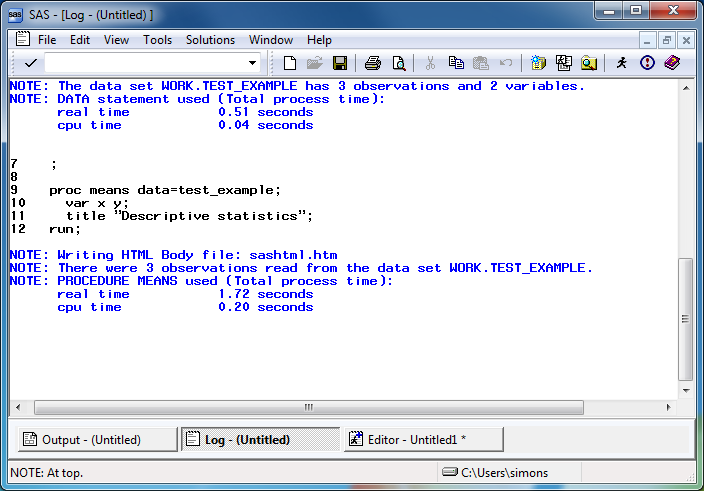 SAS - [Log - (Untitled) ]
File Edit View Tools Solutions Window Help
NOTE: The data set WORK.TEST_EXAMPLE has 3 observations and 2 variables.
NOTE: DATA statement used (Total process time):
real time 0.51 seconds
cpu time 0.04 seconds
7 ;
8
9 proc means data=test_example;
10 var x y;
11 title "Descriptive statistics";
12 run;
NOTE: Writing HTML Body file: sashtml.htm
NOTE: There were 3 observations read from the data set WORK.TEST_EXAMPLE.
NOTE: PROCEDURE MEANS used (Total process time):
real time 1.72 seconds
cpu time 0.20 seconds
Output - (Untitled) Log - (Untitled) Editor - Untitled1 *
NOTE: At top. C:\Users\simons